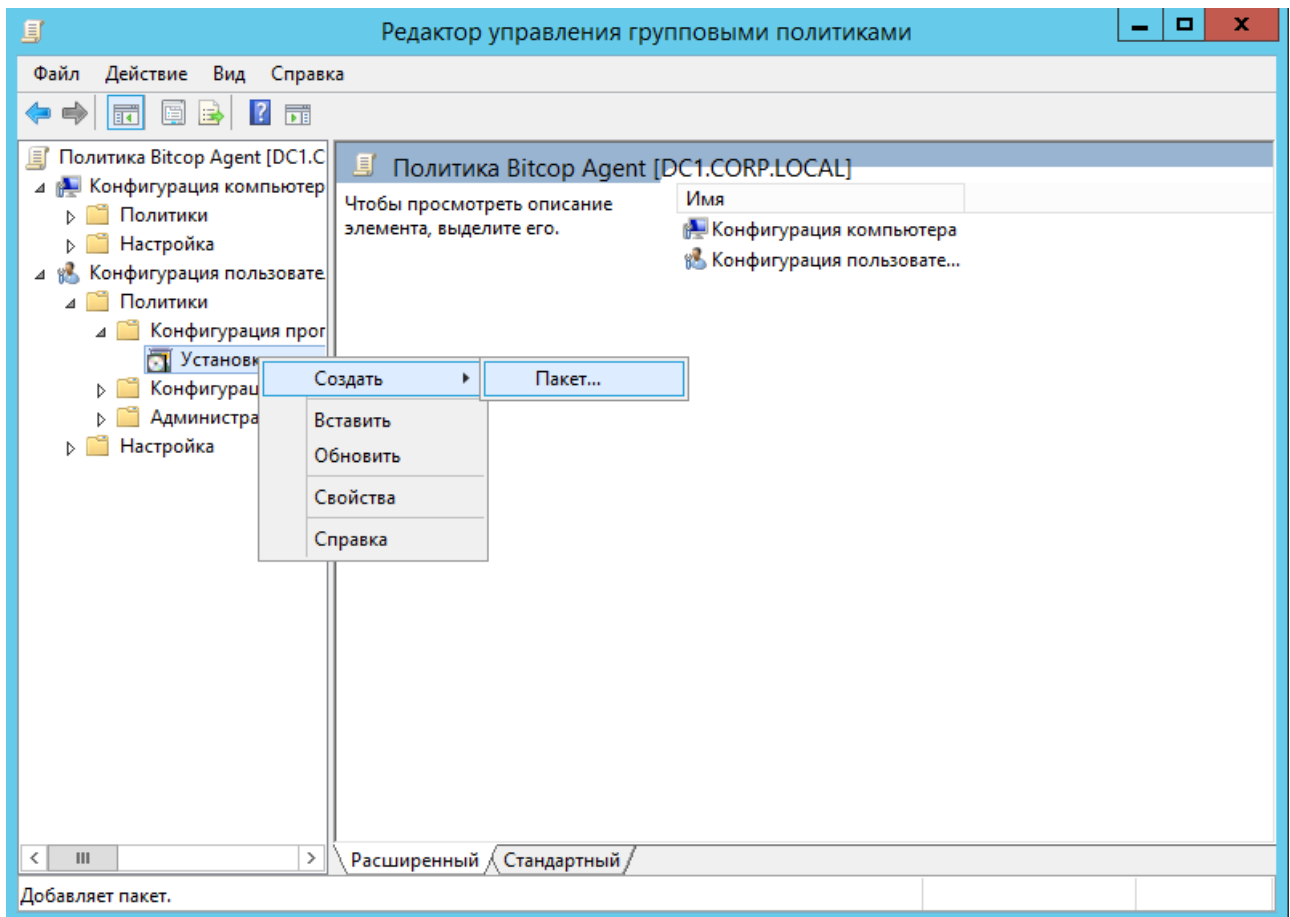 Редактор управления групповыми политиками
Файл Действие Вид Справка
Политика Bitcop Agent [DC1.C
Конфигурация компьютер
Политики
Настройка
Конфигурация пользовате
Политики
Конфигурация прог
Установк
Конфигурац
Администра
Настройка
Создать
Вставить
Обновить
Свойства
Справка
Пакет...
Политика Bitcop Agent [DC1.CORP.LOCAL]
Чтобы просмотреть описание
элемента, выделите его.
Имя
Конфигурация компьютера
Конфигурация пользовате...
Расширенный Стандартный
Добавляет пакет.